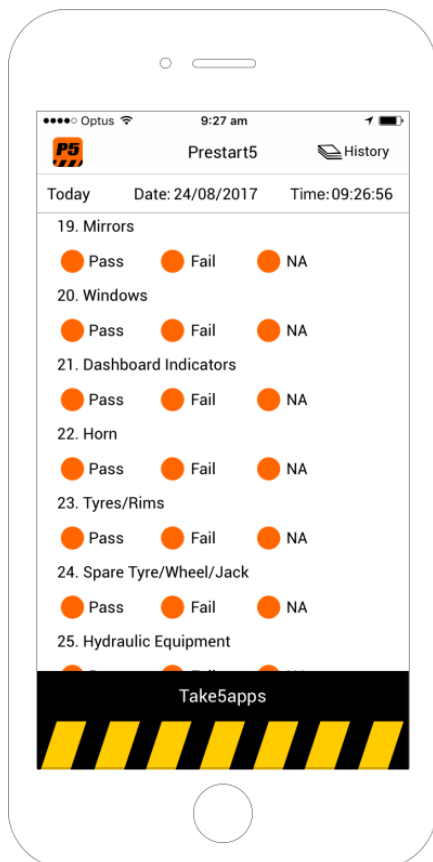 Optus 9:27 am
P5 Prestart5 History
Today Date: 24/08/2017 Time: 09:26:56
19. Mirrors
Pass Fail NA
20. Windows
Pass Fail NA
21. Dashboard Indicators
Pass Fail NA
22. Horn
Pass Fail NA
23. Tyres/Rims
Pass Fail NA
24. Spare Tyre/Wheel/Jack
Pass Fail NA
25. Hydraulic Equipment
Take5apps